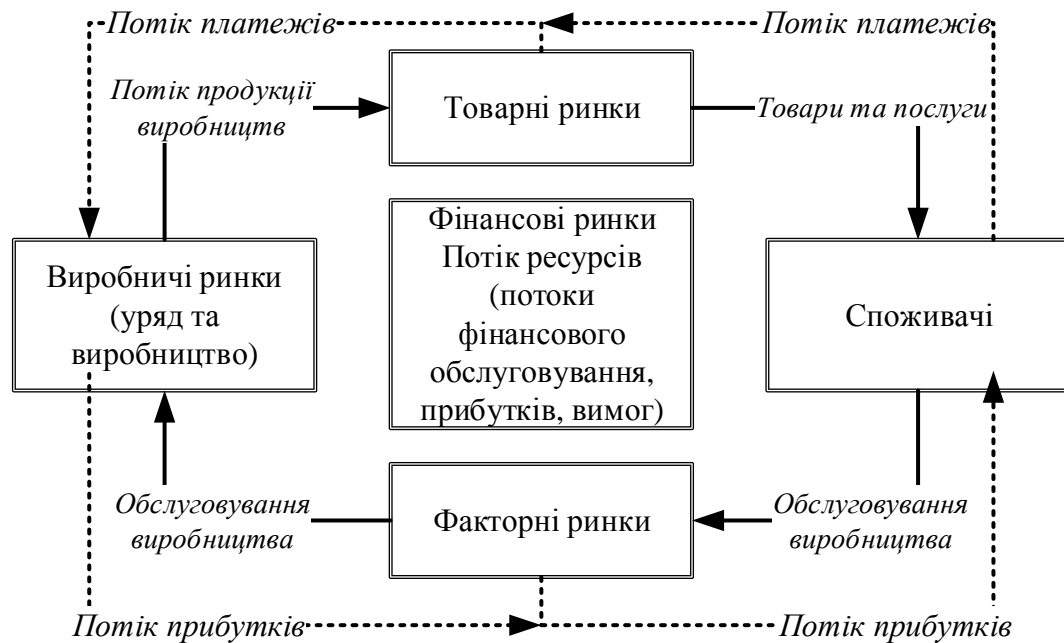 Потік платежів
Потік платежів
Потік продукції
виробництв
Товарні ринки
Товари та послуги
Виробничі ринки
(уряд та
виробництво)
Фінансові ринки
Потік ресурсів
(потоки
фінансового
обслуговування,
прибутків, вимог)
Споживачі
Обслуговування
виробництва
Факторні ринки
Обслуговування
виробництва
Потік прибутків
Потік прибутків